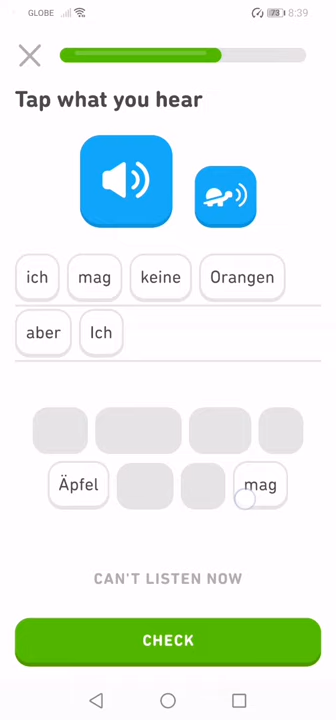 GLOBE 73 8:39
Tap what you hear
ich mag keine Orangen
aber Ich
Äpfel mag
CAN'T LISTEN NOW
CHECK